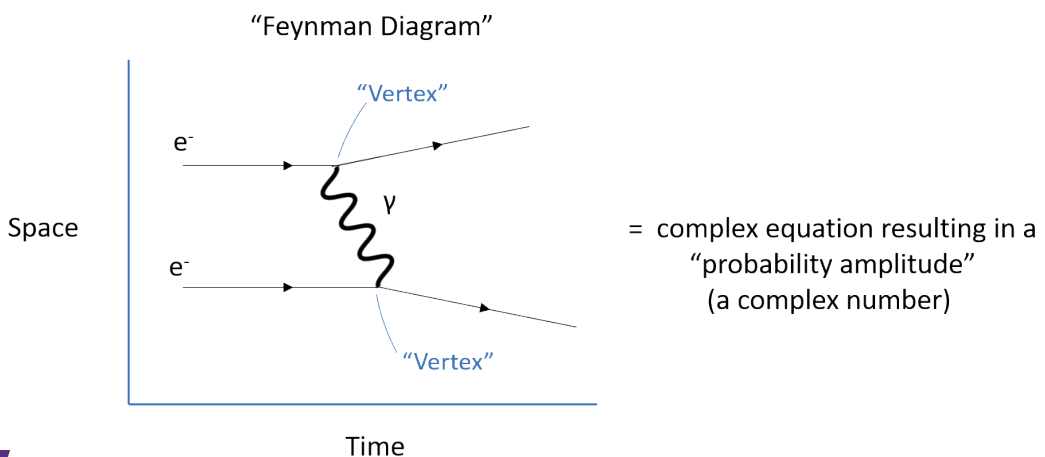 “Feynman Diagram”
“Vertex”
e-
γ
Space
e-
“Vertex”
Time
= complex equation resulting in a
“probability amplitude”
(a complex number)